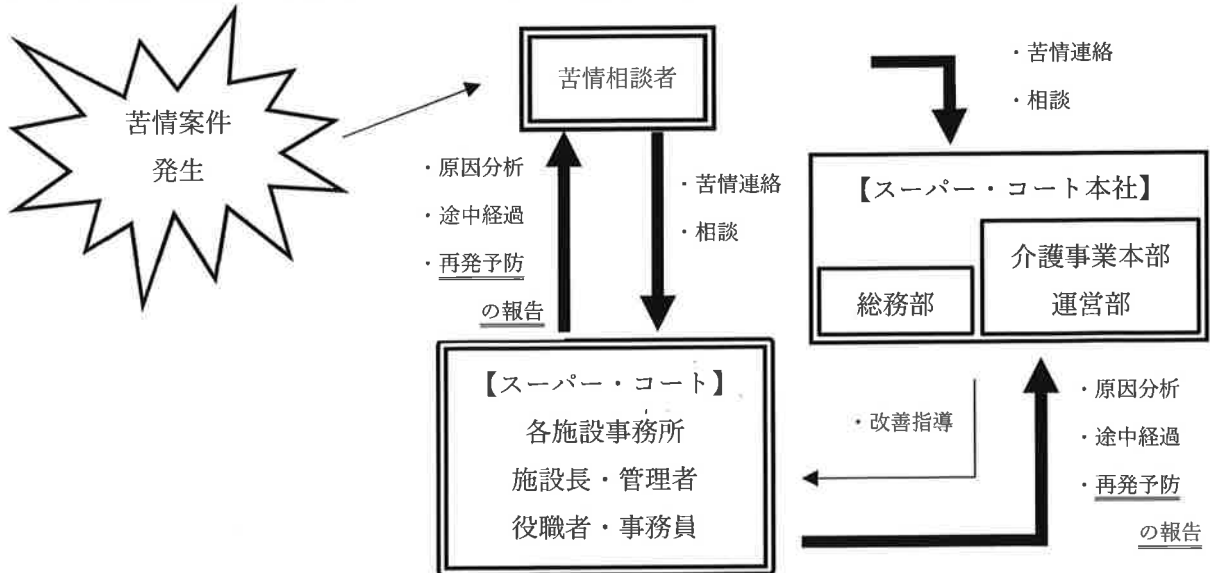 苦情案件
発生
苦情相談者
・苦情連絡
・相談
・原因分析
・途中経過
・再発予防
の報告
・苦情連絡
・相談
【スーパー・コート本社】
総務部
介護事業本部
運営部
【スーパー・コート】
各施設事務所
施設長・管理者
役職者・事務員
・改善指導
・原因分析
・途中経過
・再発予防
の報告